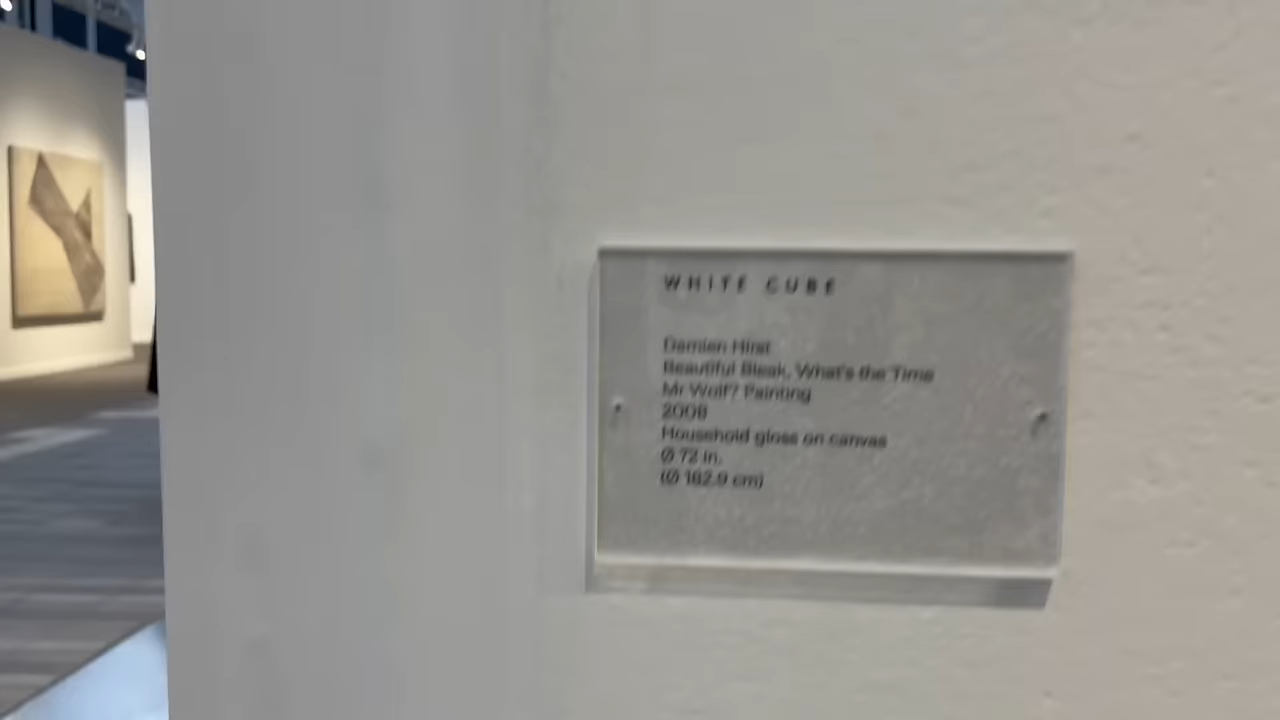 WHITE CUBE
Damien Hirst
Beautiful Bleak, What's the Time
Mr Wolf? Painting
2008
Household gloss on canvas
Ø 72 in.
(Ø 182.9 cm)